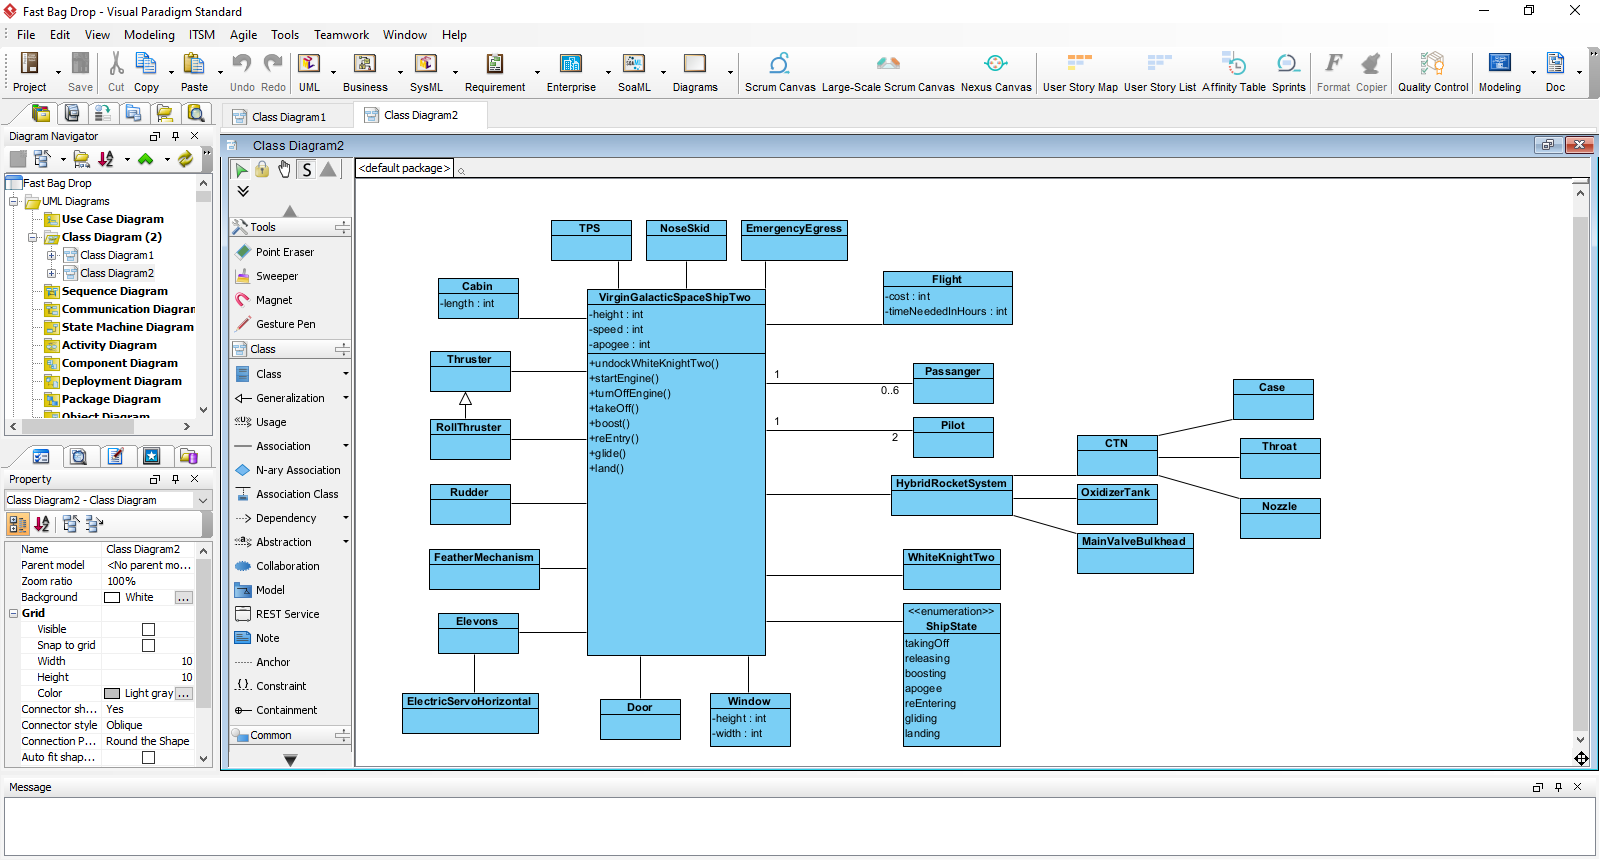 Fast Bag Drop - Visual Paradigm Standard
File Edit View Modeling ITSM Agile Tools Teamwork Window Help
Project Save Cut Copy Paste Undo Redo UML Business SysML Requirement Enterprise SoaML Diagrams Scrum Canvas Large-Scale Scrum Canvas Nexus Canvas User Story Map User Story List Affinity Table Sprints Format Copier Quality Control Modeling Doc
Class Diagram1
Class Diagram2
Diagram Navigator
Fast Bag Drop
UML Diagrams
Use Case Diagram
Class Diagram (2)
Class Diagram1
Class Diagram2
Sequence Diagram
Communication Diagram
State Machine Diagram
Activity Diagram
Component Diagram
Deployment Diagram
Package Diagram
Object Diagram
Property
Class Diagram2 - Class Diagram
Name Class Diagram2
Parent model <No parent mo...
Zoom ratio 100%
Background White ...
Grid
Visible
Snap to grid
Width 10
Height 10
Color Light gray ...
Connector sh... Yes
Connector style Oblique
Connection P... Round the Shape
Auto fit shap...
Class Diagram2
S
<default package>
Tools
Point Eraser
Sweeper
Magnet
Gesture Pen
Class
Class
Generalization
Usage
Association
N-ary Association
Association Class
Dependency
Abstraction
Collaboration
Model
REST Service
Note
Anchor
Constraint
Containment
Common
TPS
NoseSkid
EmergencyEgress
Cabin
-length : int
VirginGalacticSpaceShipTwo
-height : int
-speed : int
-apogee : int
+undockWhiteKnightTwo()
+startEngine()
+turnOffEngine()
+takeOff()
+boost()
+reEntry()
+glide()
+land()
Flight
-cost : int
-timeNeededInHours : int
Thruster
RollThruster
Rudder
FeatherMechanism
Elevons
ElectricServoHorizontal
Door
Window
-height : int
-width : int
1
0..6
Passanger
1
2
Pilot
HybridRocketSystem
CTN
OxidizerTank
MainValveBulkhead
Case
Throat
Nozzle
WhiteKnightTwo
<<enumeration>>
ShipState
takingOff
releasing
boosting
apogee
reEntering
gliding
landing
Message